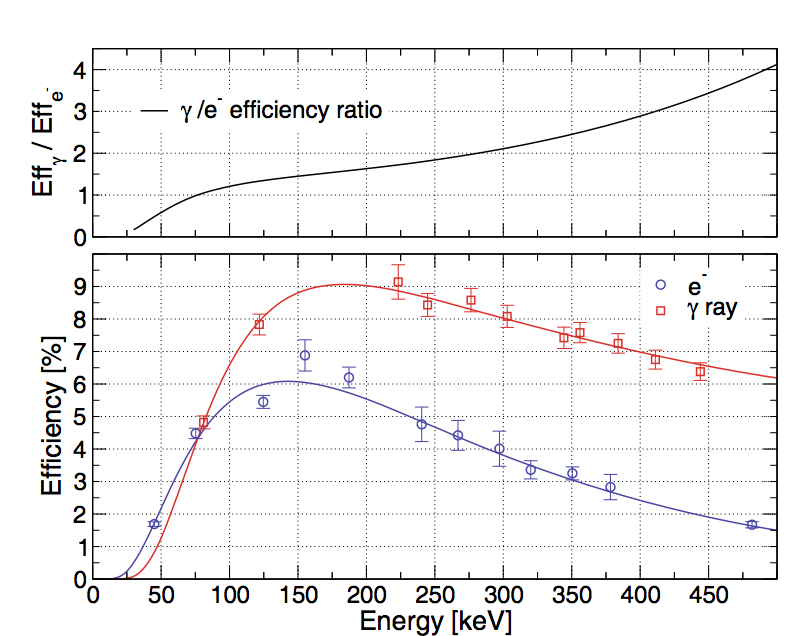 4
3
2
1
0
Eff_γ / Eff_e⁻
γ /e⁻ efficiency ratio
9
8
7
6
5
4
3
2
1
0
Efficiency [%]
e⁻
γ ray
0 50 100 150 200 250 300 350 400 450
Energy [keV]